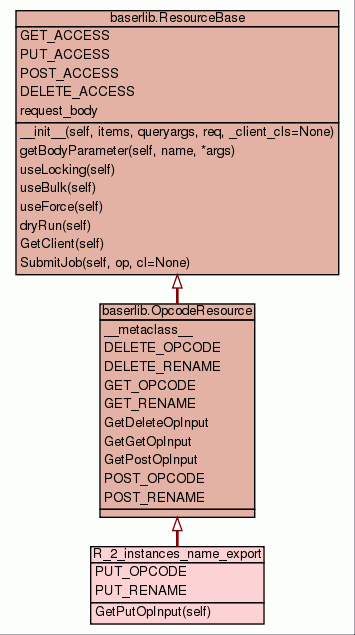 baserlib.ResourceBase
GET_ACCESS
PUT_ACCESS
POST_ACCESS
DELETE_ACCESS
request_body
__init__(self, items, queryargs, req, _client_cls=None)
getBodyParameter(self, name, *args)
useLocking(self)
useBulk(self)
useForce(self)
dryRun(self)
GetClient(self)
SubmitJob(self, op, cl=None)
baserlib.OpcodeResource
__metaclass__
DELETE_OPCODE
DELETE_RENAME
GET_OPCODE
GET_RENAME
GetDeleteOpInput
GetGetOpInput
GetPostOpInput
POST_OPCODE
POST_RENAME
R_2_instances_name_export
PUT_OPCODE
PUT_RENAME
GetPutOpInput(self)